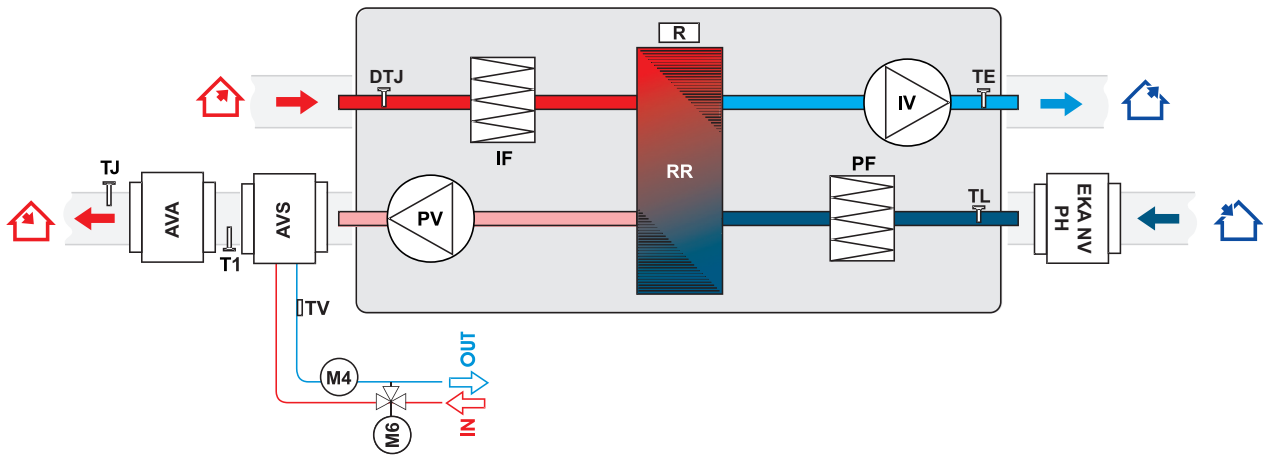 R
DTJ
TE
IV
IF
RR
PF
TJ
AVA
AVS
PV
TL
EKA NV
PH
T1
TV
OUT
M4
IN
M6